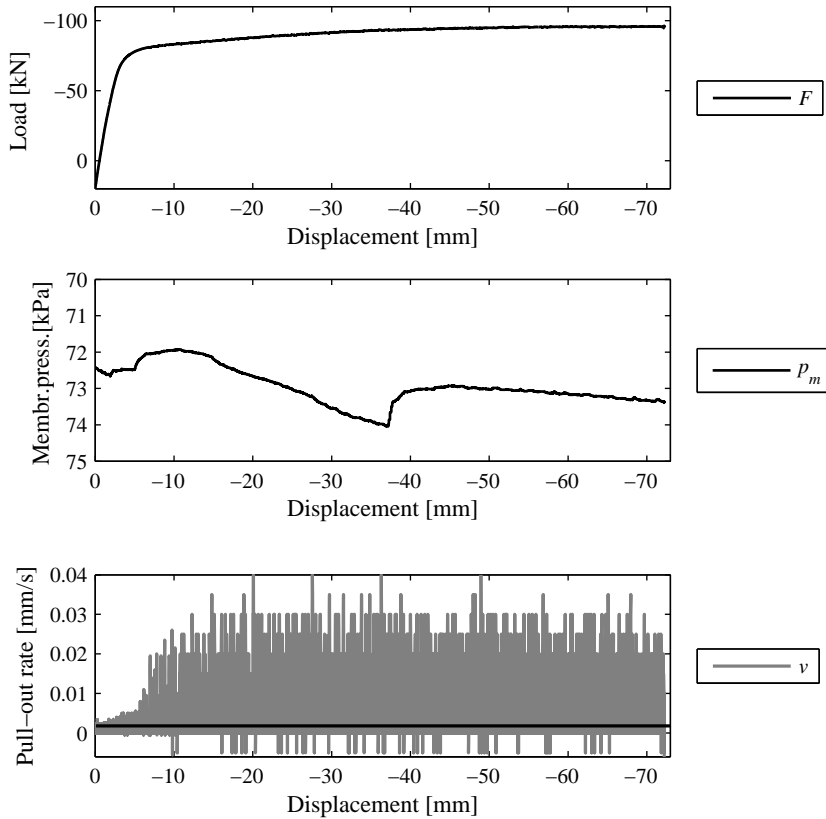 −100
−50
0
Load [kN]
0 −10 −20 −30 −40 −50 −60 −70
Displacement [mm]
F
70
71
72
73
74
75
Membr.press.[kPa]
0 −10 −20 −30 −40 −50 −60 −70
Displacement [mm]
p_m
0.04
0.03
0.02
0.01
0
Pull−out rate [mm/s]
0 −10 −20 −30 −40 −50 −60 −70
Displacement [mm]
v